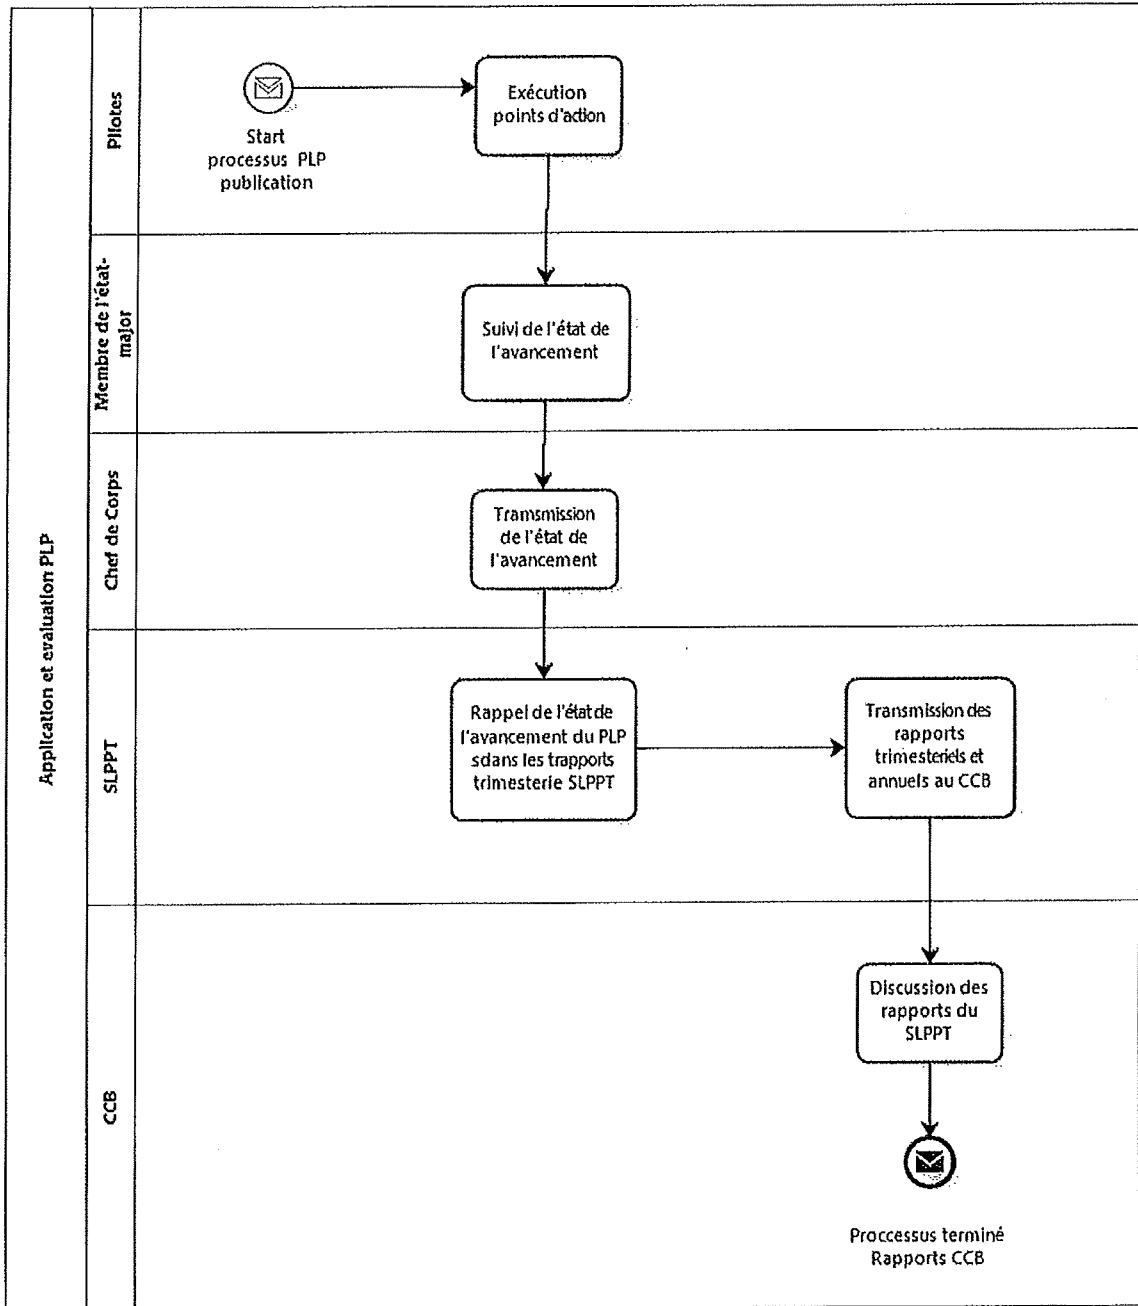 Application et evaluation PLP
Pilotes
Start
processus PLP
publication
Exécution
points d'action
Membre de l'état-
major
Suivi de l'état de
l'avancement
Chef de Corps
Transmission
de l'état de
l'avancement
SLPPT
Rappel de l'état de
l'avancement du PLP
sdans les trapports
trimesterie SLPPT
Transmission des
rapports
trimesteriels et
annuels au CCB
CCB
Discussion des
rapports du
SLPPT
Proccessus terminé
Rapports CCB